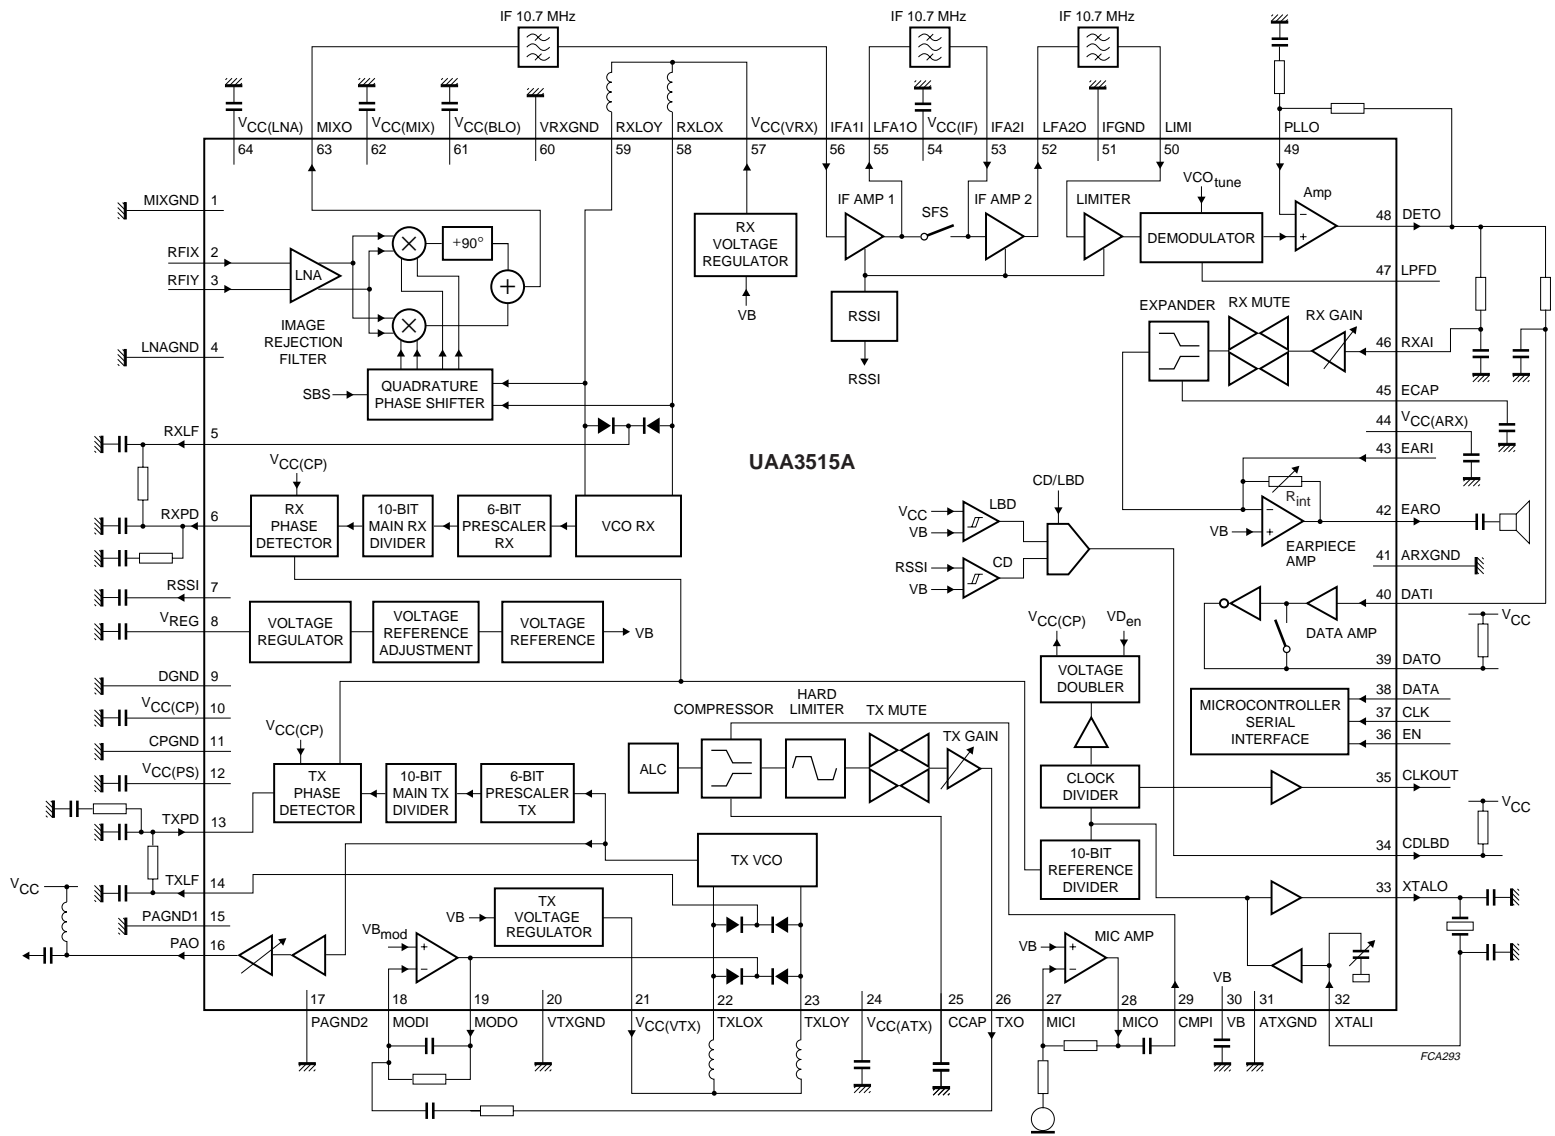 IF 10.7 MHz
IF 10.7 MHz
IF 10.7 MHz
VCC(LNA) MIXO VCC(MIX) VCC(BLO) VRXGND RXLOY RXLOX VCC(VRX) IFA1I LFA1O VCC(IF) IFA2I LFA2O IFGND LIMI PLLO
64 63 62 61 60 59 58 57 56 55 54 53 52 51 50 49
MIXGND 1
RFIX 2
RFIY 3
LNAGND 4
RXLF 5
RXPD 6
RSSI 7
VREG 8
DGND 9
VCC(CP) 10
CPGND 11
VCC(PS) 12
TXPD 13
TXLF 14
PAGND1 15
PAO 16
VCC
LNA
+90°
+
IMAGE
REJECTION
FILTER
SBS
QUADRATURE
PHASE SHIFTER
RX
VOLTAGE
REGULATOR
VB
IF AMP 1
SFS
IF AMP 2
LIMITER
RSSI
RSSI
VCOtune
DEMODULATOR
Amp
−
+
48 DETO
47 LPFD
46 RXAI
45 ECAP
44 VCC(ARX)
43 EARI
42 EARO
41 ARXGND
40 DATI
39 DATO
38 DATA
37 CLK
36 EN
35 CLKOUT
34 CDLBD
33 XTALO
VCC
VCC
EXPANDER
RX MUTE
RX GAIN
Rint
−
+
VB
EARPIECE
AMP
DATA AMP
UAA3515A
VCC(CP)
RX
PHASE
DETECTOR
10-BIT
MAIN RX
DIVIDER
6-BIT
PRESCALER
RX
VCO RX
CD/LBD
VCC
VB
LBD
RSSI
VB
CD
VOLTAGE
REGULATOR
VOLTAGE
REFERENCE
ADJUSTMENT
VOLTAGE
REFERENCE
VB
VCC(CP)
VDen
VOLTAGE
DOUBLER
MICROCONTROLLER
SERIAL
INTERFACE
VCC(CP)
TX
PHASE
DETECTOR
10-BIT
MAIN TX
DIVIDER
6-BIT
PRESCALER
TX
ALC
COMPRESSOR
HARD
LIMITER
TX MUTE
TX GAIN
CLOCK
DIVIDER
10-BIT
REFERENCE
DIVIDER
TX VCO
VB
TX
VOLTAGE
REGULATOR
VBmod
+
−
VB
+
−
MIC AMP
VB
17 18 19 20 21 22 23 24 25 26 27 28 29 30 31 32
PAGND2 MODI MODO VTXGND VCC(VTX) TXLOX TXLOY VCC(ATX) CCAP TXO MICI MICO CMPI VB ATXGND XTALI
FCA293